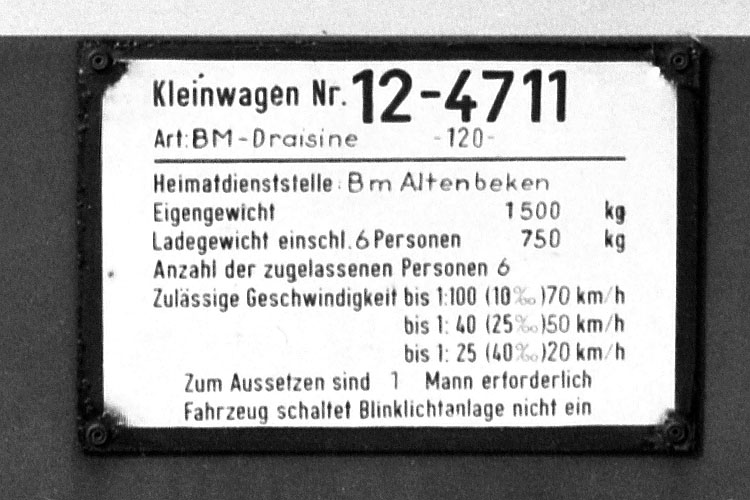 Kleinwagen Nr. 12-4711
Art: BM-Draisine -120-
Heimatdienststelle: Bm Altenbeken
Eigengewicht 1500 kg
Ladegewicht einschl. 6 Personen 750 kg
Anzahl der zugelassenen Personen 6
Zulässige Geschwindigkeit bis 1:100 (10‰)70 km/h
bis 1: 40 (25‰)50 km/h
bis 1: 25 (40‰)20 km/h
Zum Aussetzen sind 1 Mann erforderlich
Fahrzeug schaltet Blinklichtanlage nicht ein